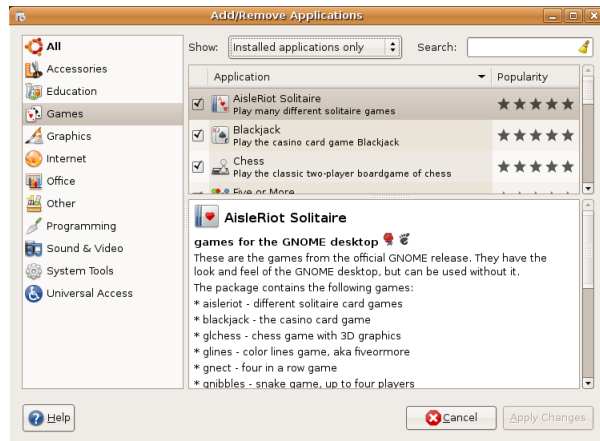 Add/Remove Applications
All
Accessories
Education
Games
Graphics
Internet
Office
Other
Programming
Sound & Video
System Tools
Universal Access
Show: Installed applications only Search:
Application Popularity
AisleRiot Solitaire
Play many different solitaire games
Blackjack
Play the casino card game Blackjack
Chess
Play the classic two-player boardgame of chess
Five or More
AisleRiot Solitaire
games for the GNOME desktop
These are the games from the official GNOME release. They have the
look and feel of the GNOME desktop, but can be used without it.
The package contains the following games:
* aisleriot - different solitaire card games
* blackjack - the casino card game
* glchess - chess game with 3D graphics
* glines - color lines game, aka fiveormore
* gnect - four in a row game
* gnibbles - snake game, up to four players
Help
Cancel
Apply Changes